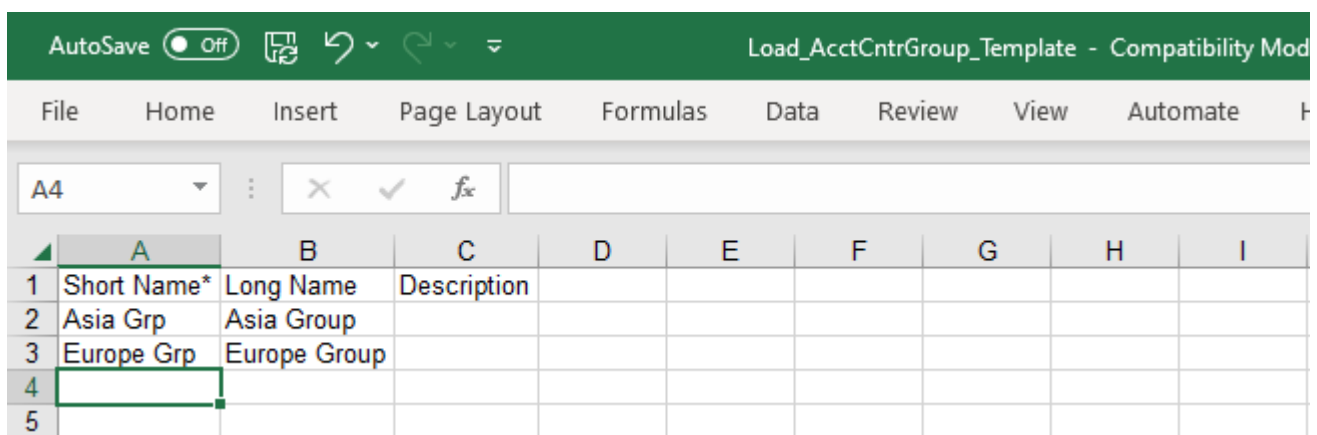 AutoSave Off Load_AcctCntrGroup_Template - Compatibility Mod
File Home Insert Page Layout Formulas Data Review View Automate H
A4 fx
A B C D E F G H I
1 Short Name* Long Name Description
2 Asia Grp Asia Group
3 Europe Grp Europe Group
4
5